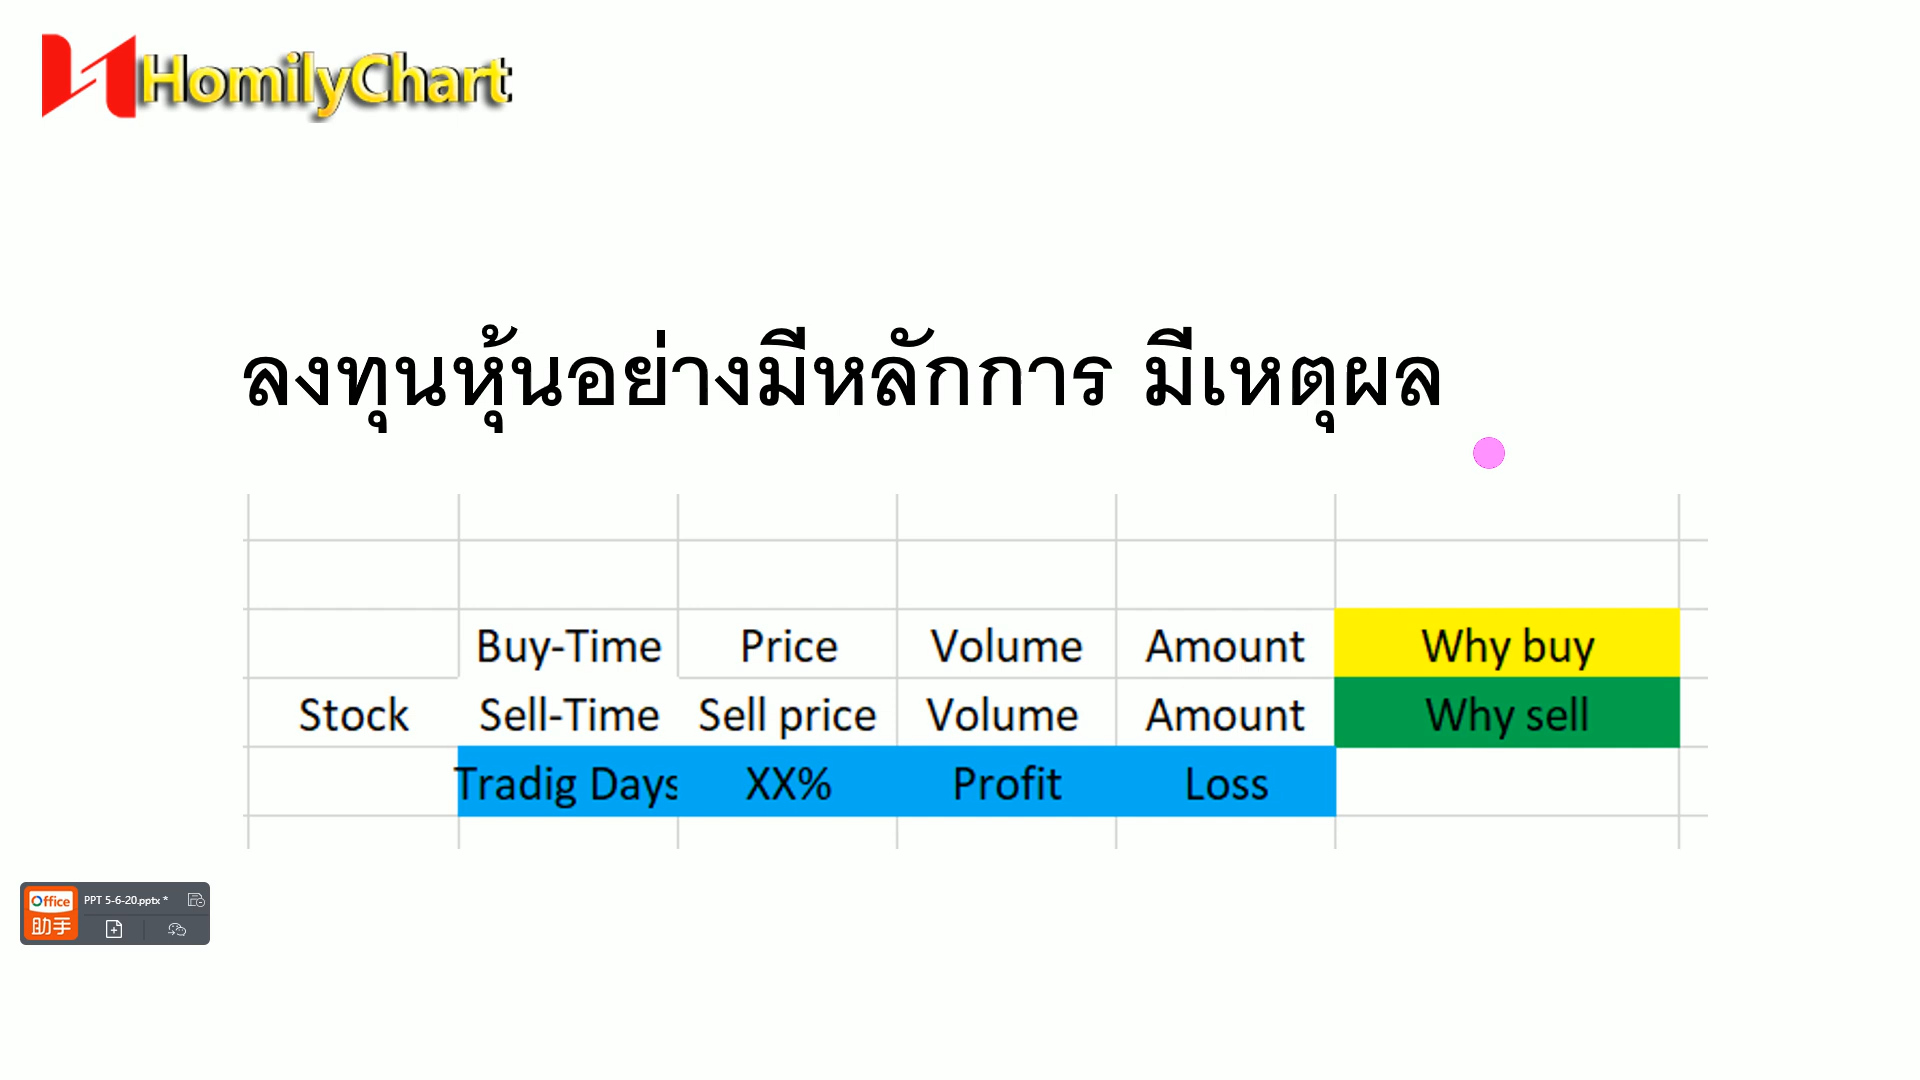 HomilyChart
ลงทุนหุ้นอย่างมีหลักการ มีเหตุผล
Buy-Time Price Volume Amount Why buy
Stock Sell-Time Sell price Volume Amount Why sell
Tradig Days XX% Profit Loss
Office PPT 5-6-20.pptx *
助手